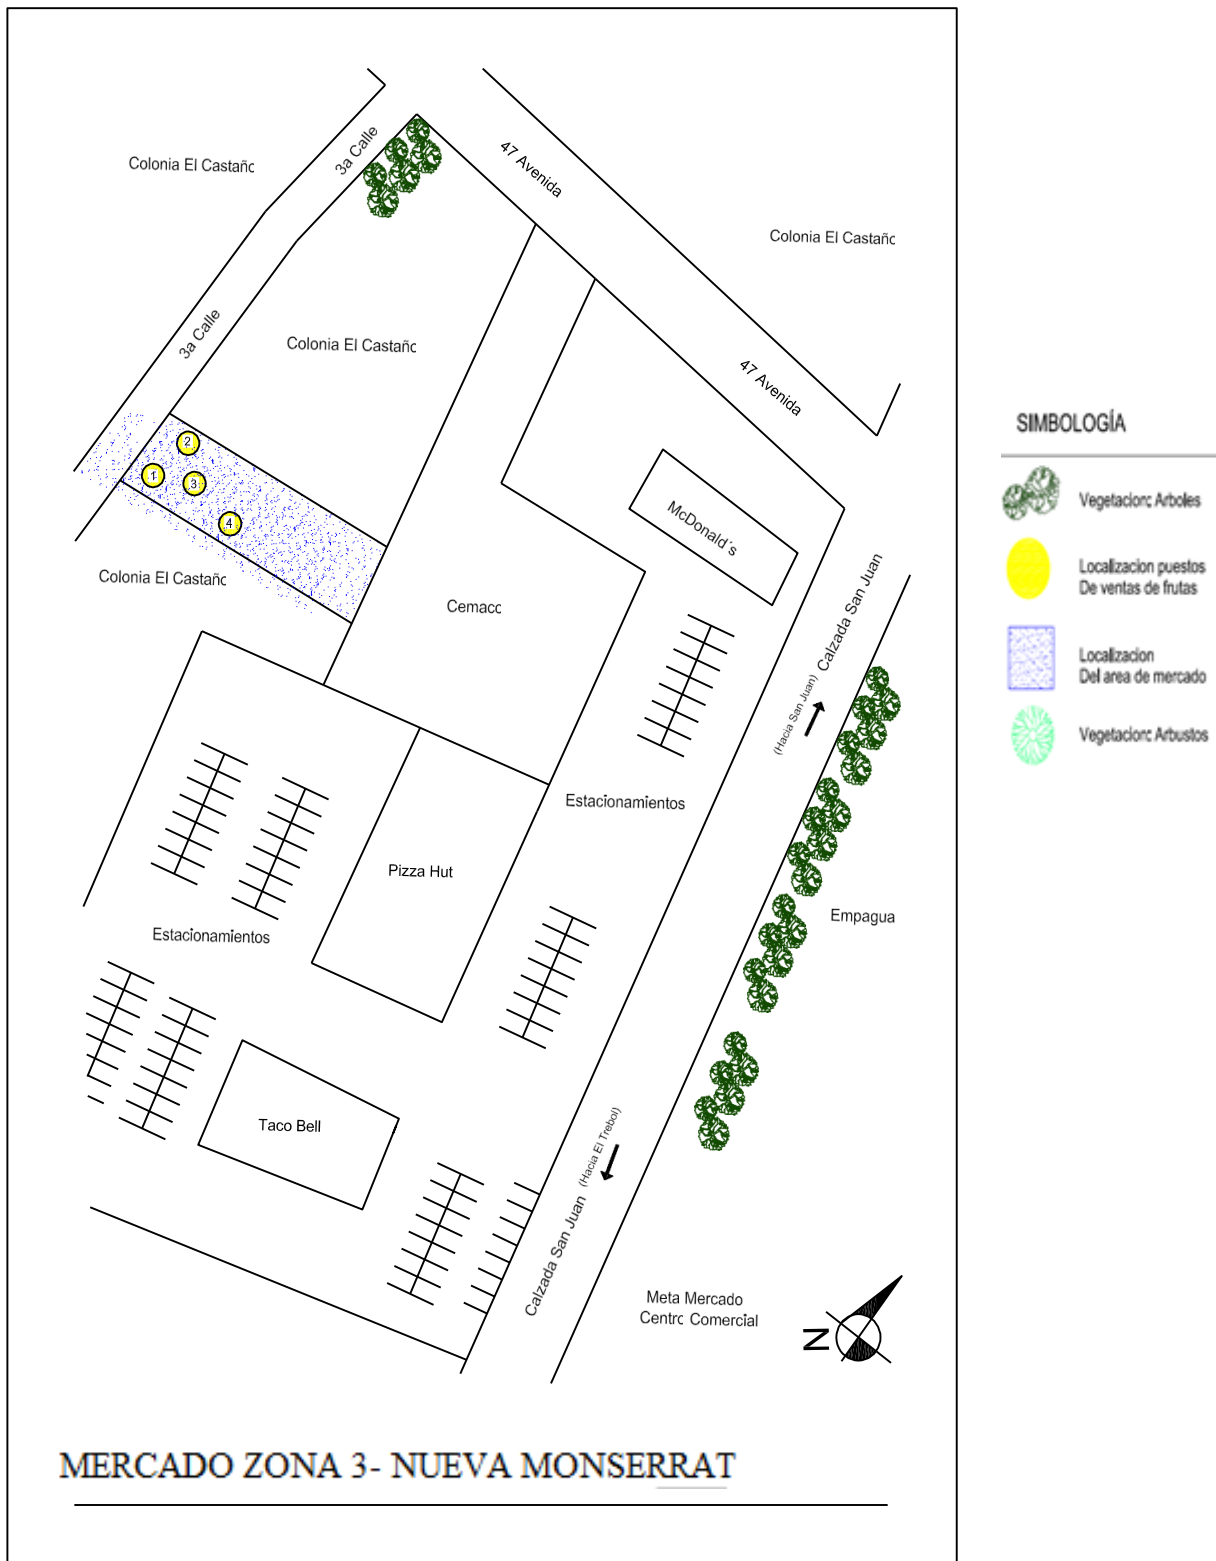 3a Calle
47 Avenida
Colonia El Castañc
Colonia El Castañc
3a Calle
Colonia El Castañc
47 Avenida
SIMBOLOGÍA
2
1
3
4
McDonald´s
Vegetacionc Arboles
Localizacion puestos
De ventas de frutas
Colonia El Castañc
Cemacc
Calzada San Juan
(Hacia San Juan)
Localizacion
Del area de mercado
Vegetacionc Arbustos
Estacionamientos
Pizza Hut
Empagua
Estacionamientos
Taco Bell
(Hacia El Trebol)
Calzada San Juan
Meta Mercado
Centrc Comercial
N
MERCADO ZONA 3- NUEVA MONSERRAT